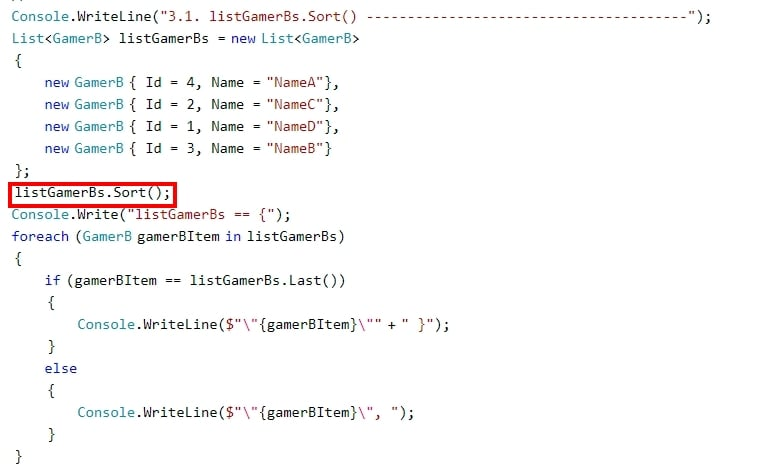 Console.WriteLine("3.1. listGamerBs.Sort() ---------------------------------------");
List<GamerB> listGamerBs = new List<GamerB>
{
new GamerB { Id = 4, Name = "NameA"},
new GamerB { Id = 2, Name = "NameC"},
new GamerB { Id = 1, Name = "NameD"},
new GamerB { Id = 3, Name = "NameB"}
};
listGamerBs.Sort();
Console.Write("listGamerBs == {");
foreach (GamerB gamerBItem in listGamerBs)
{
if (gamerBItem == listGamerBs.Last())
{
Console.WriteLine($"\"{gamerBItem}\"" + " }");
}
else
{
Console.WriteLine($"\"{gamerBItem}\", ");
}
}